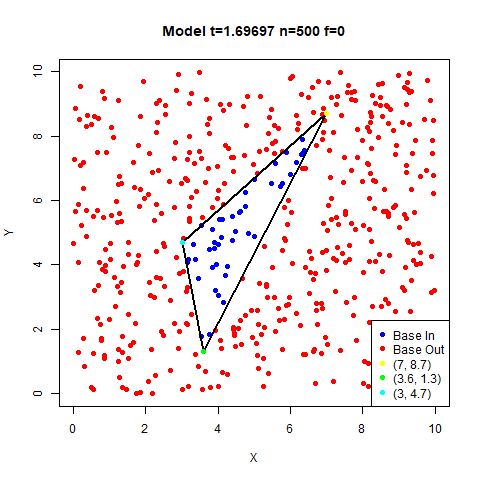 Model t=1.69697 n=500 f=0
10
8
6
4
2
0
Y
0 2 4 6 8 10
X
Base In
Base Out
(7, 8.7)
(3.6, 1.3)
(3, 4.7)